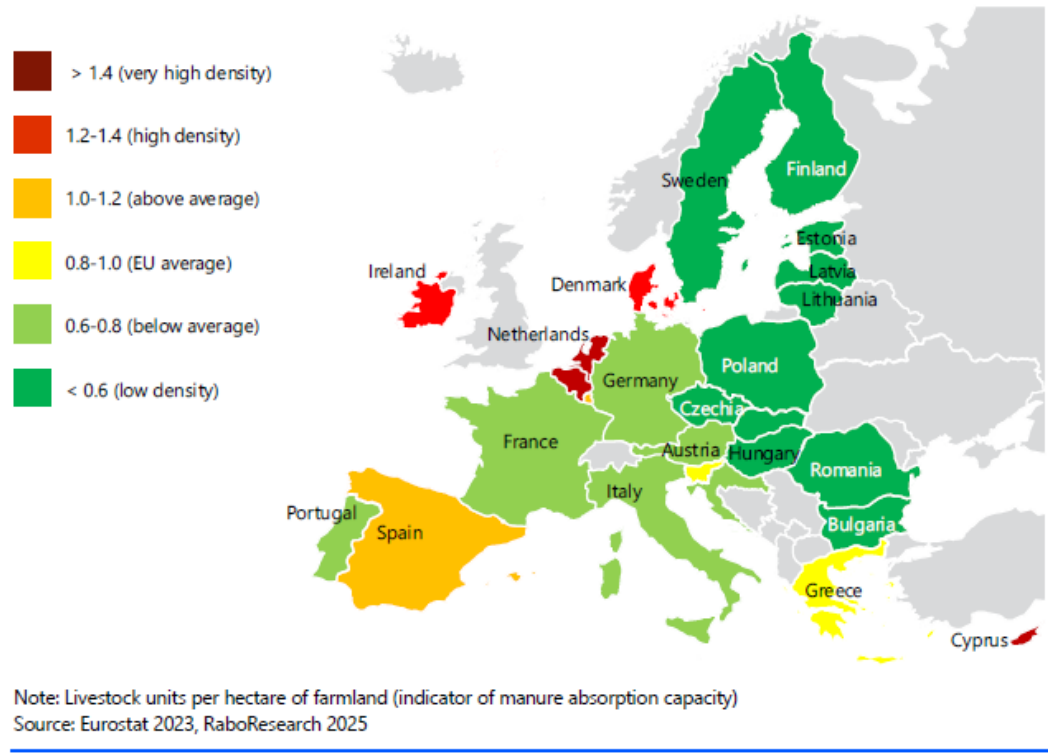 > 1.4 (very high density)
1.2-1.4 (high density)
1.0-1.2 (above average)
0.8-1.0 (EU average)
0.6-0.8 (below average)
< 0.6 (low density)
Finland
Sweden
Estonia
Latvia
Lithuania
Ireland
Denmark
Netherlands
Germany
Poland
Czechia
France
Austria
Hungary
Romania
Italy
Portugal
Spain
Bulgaria
Greece
Cyprus
Note: Livestock units per hectare of farmland (indicator of manure absorption capacity)
Source: Eurostat 2023, RaboResearch 2025